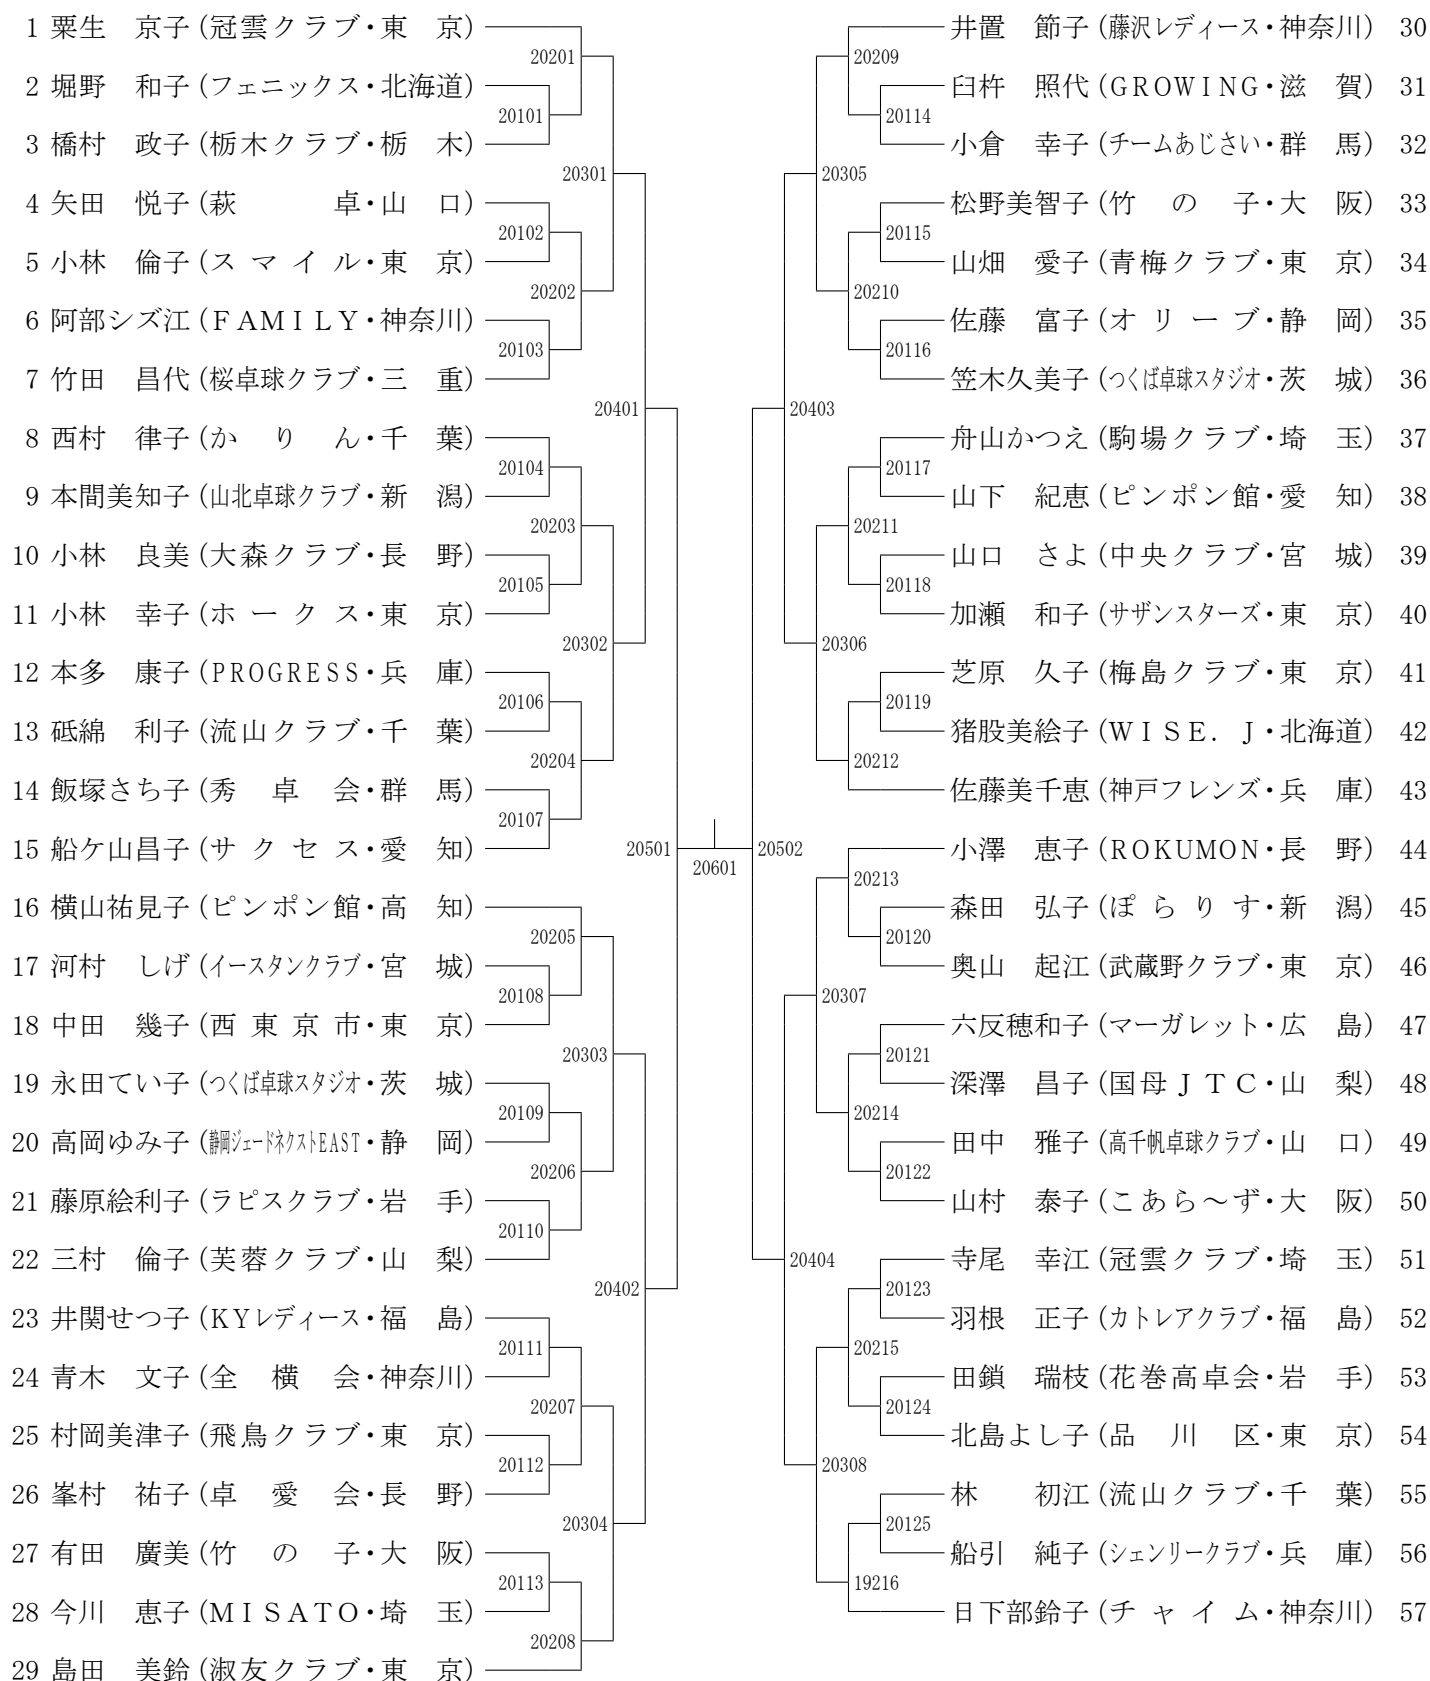 1 粟生　京子 (冠雲クラブ・東　京)
20201
2 堀野　和子 (フェニックス・北海道)
20101
3 橋村　政子 (栃木クラブ・栃　木)
20301
4 矢田　悦子 (萩　　　卓・山　口)
20102
5 小林　倫子 (スマイル・東　京)
20202
6 阿部シズ江 (FAMILY・神奈川)
20103
7 竹田　昌代 (桜卓球クラブ・三　重)
20401
8 西村　律子 (か　り　ん・千　葉)
20104
9 本間美知子 (山北卓球クラブ・新　潟)
20203
10 小林　良美 (大森クラブ・長　野)
20105
11 小林　幸子 (ホークス・東　京)
20302
12 本多　康子 (PROGRESS・兵　庫)
20106
13 砥綿　利子 (流山クラブ・千　葉)
20204
14 飯塚さち子 (秀　卓　会・群　馬)
20107
15 船ケ山昌子 (サクセス・愛　知)
20501
16 横山祐見子 (ピンポン館・高　知)
20205
17 河村　しげ (イースタンクラブ・宮　城)
20108
18 中田　幾子 (西東京市・東　京)
20303
19 永田てい子 (つくば卓球スタジオ・茨　城)
20109
20 高岡ゆみ子 (静岡ジェードネクストEAST・静　岡)
20206
21 藤原絵利子 (ラピスクラブ・岩　手)
20110
22 三村　倫子 (芙蓉クラブ・山　梨)
20402
23 井関せつ子 (KYレディース・福　島)
20111
24 青木　文子 (全　横　会・神奈川)
20207
25 村岡美津子 (飛鳥クラブ・東　京)
20112
26 峯村　祐子 (卓　愛　会・長　野)
20304
27 有田　廣美 (竹　の　子・大　阪)
20113
28 今川　恵子 (MISATO・埼　玉)
20208
29 島田　美鈴 (淑友クラブ・東　京)
20601
井置　節子 (藤沢レディース・神奈川) 30
20209
臼杵　照代 (GROWING・滋　賀) 31
20114
小倉　幸子 (チームあじさい・群　馬) 32
20305
松野美智子 (竹　の　子・大　阪) 33
20115
山畑　愛子 (青梅クラブ・東　京) 34
20210
佐藤　富子 (オリーブ・静　岡) 35
20116
笠木久美子 (つくば卓球スタジオ・茨　城) 36
20403
舟山かつえ (駒場クラブ・埼　玉) 37
20117
山下　紀恵 (ピンポン館・愛　知) 38
20211
山口　さよ (中央クラブ・宮　城) 39
20118
加瀬　和子 (サザンスターズ・東　京) 40
20306
芝原　久子 (梅島クラブ・東　京) 41
20119
猪股美絵子 (WISE.J・北海道) 42
20212
佐藤美千恵 (神戸フレンズ・兵　庫) 43
20502
小澤　恵子 (ROKUMON・長　野) 44
20213
森田　弘子 (ぽらりす・新　潟) 45
20120
奥山　起江 (武蔵野クラブ・東　京) 46
20307
六反穂和子 (マーガレット・広　島) 47
20121
深澤　昌子 (国母JTC・山　梨) 48
20214
田中　雅子 (高千帆卓球クラブ・山　口) 49
20122
山村　泰子 (こあら～ず・大　阪) 50
20404
寺尾　幸江 (冠雲クラブ・埼　玉) 51
20123
羽根　正子 (カトレアクラブ・福　島) 52
20215
田鎖　瑞枝 (花巻高卓会・岩　手) 53
20124
北島よし子 (品　川　区・東　京) 54
20308
林　　初江 (流山クラブ・千　葉) 55
20125
船引　純子 (シェンリークラブ・兵　庫) 56
19216
日下部鈴子 (チャイム・神奈川) 57